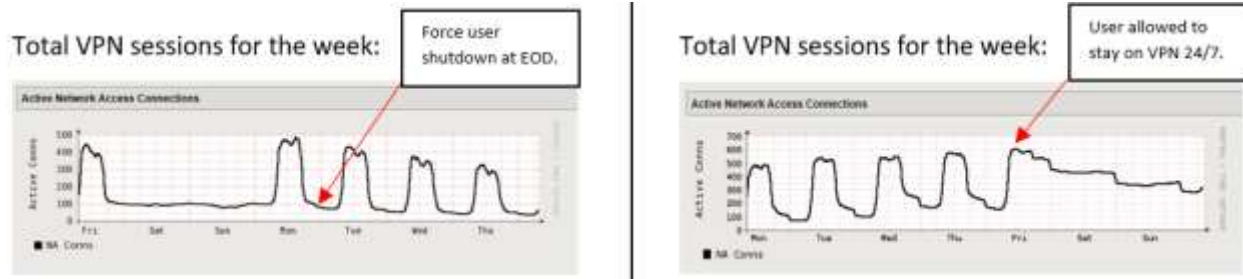 Total VPN sessions for the week:
Force user
shutdown at EOD.
Active Network Access Connections
Active Conns
500
400
300
200
100
0
Fri
Sat
Sun
Mon
Tue
Wed
Thu
NA Conns
Total VPN sessions for the week:
User allowed to
stay on VPN 24/7.
Active Network Access Connections
Active Conns
700
600
500
400
300
200
100
Mon
Tue
Wed
Thu
Fri
Sat
Sun
NA Conns